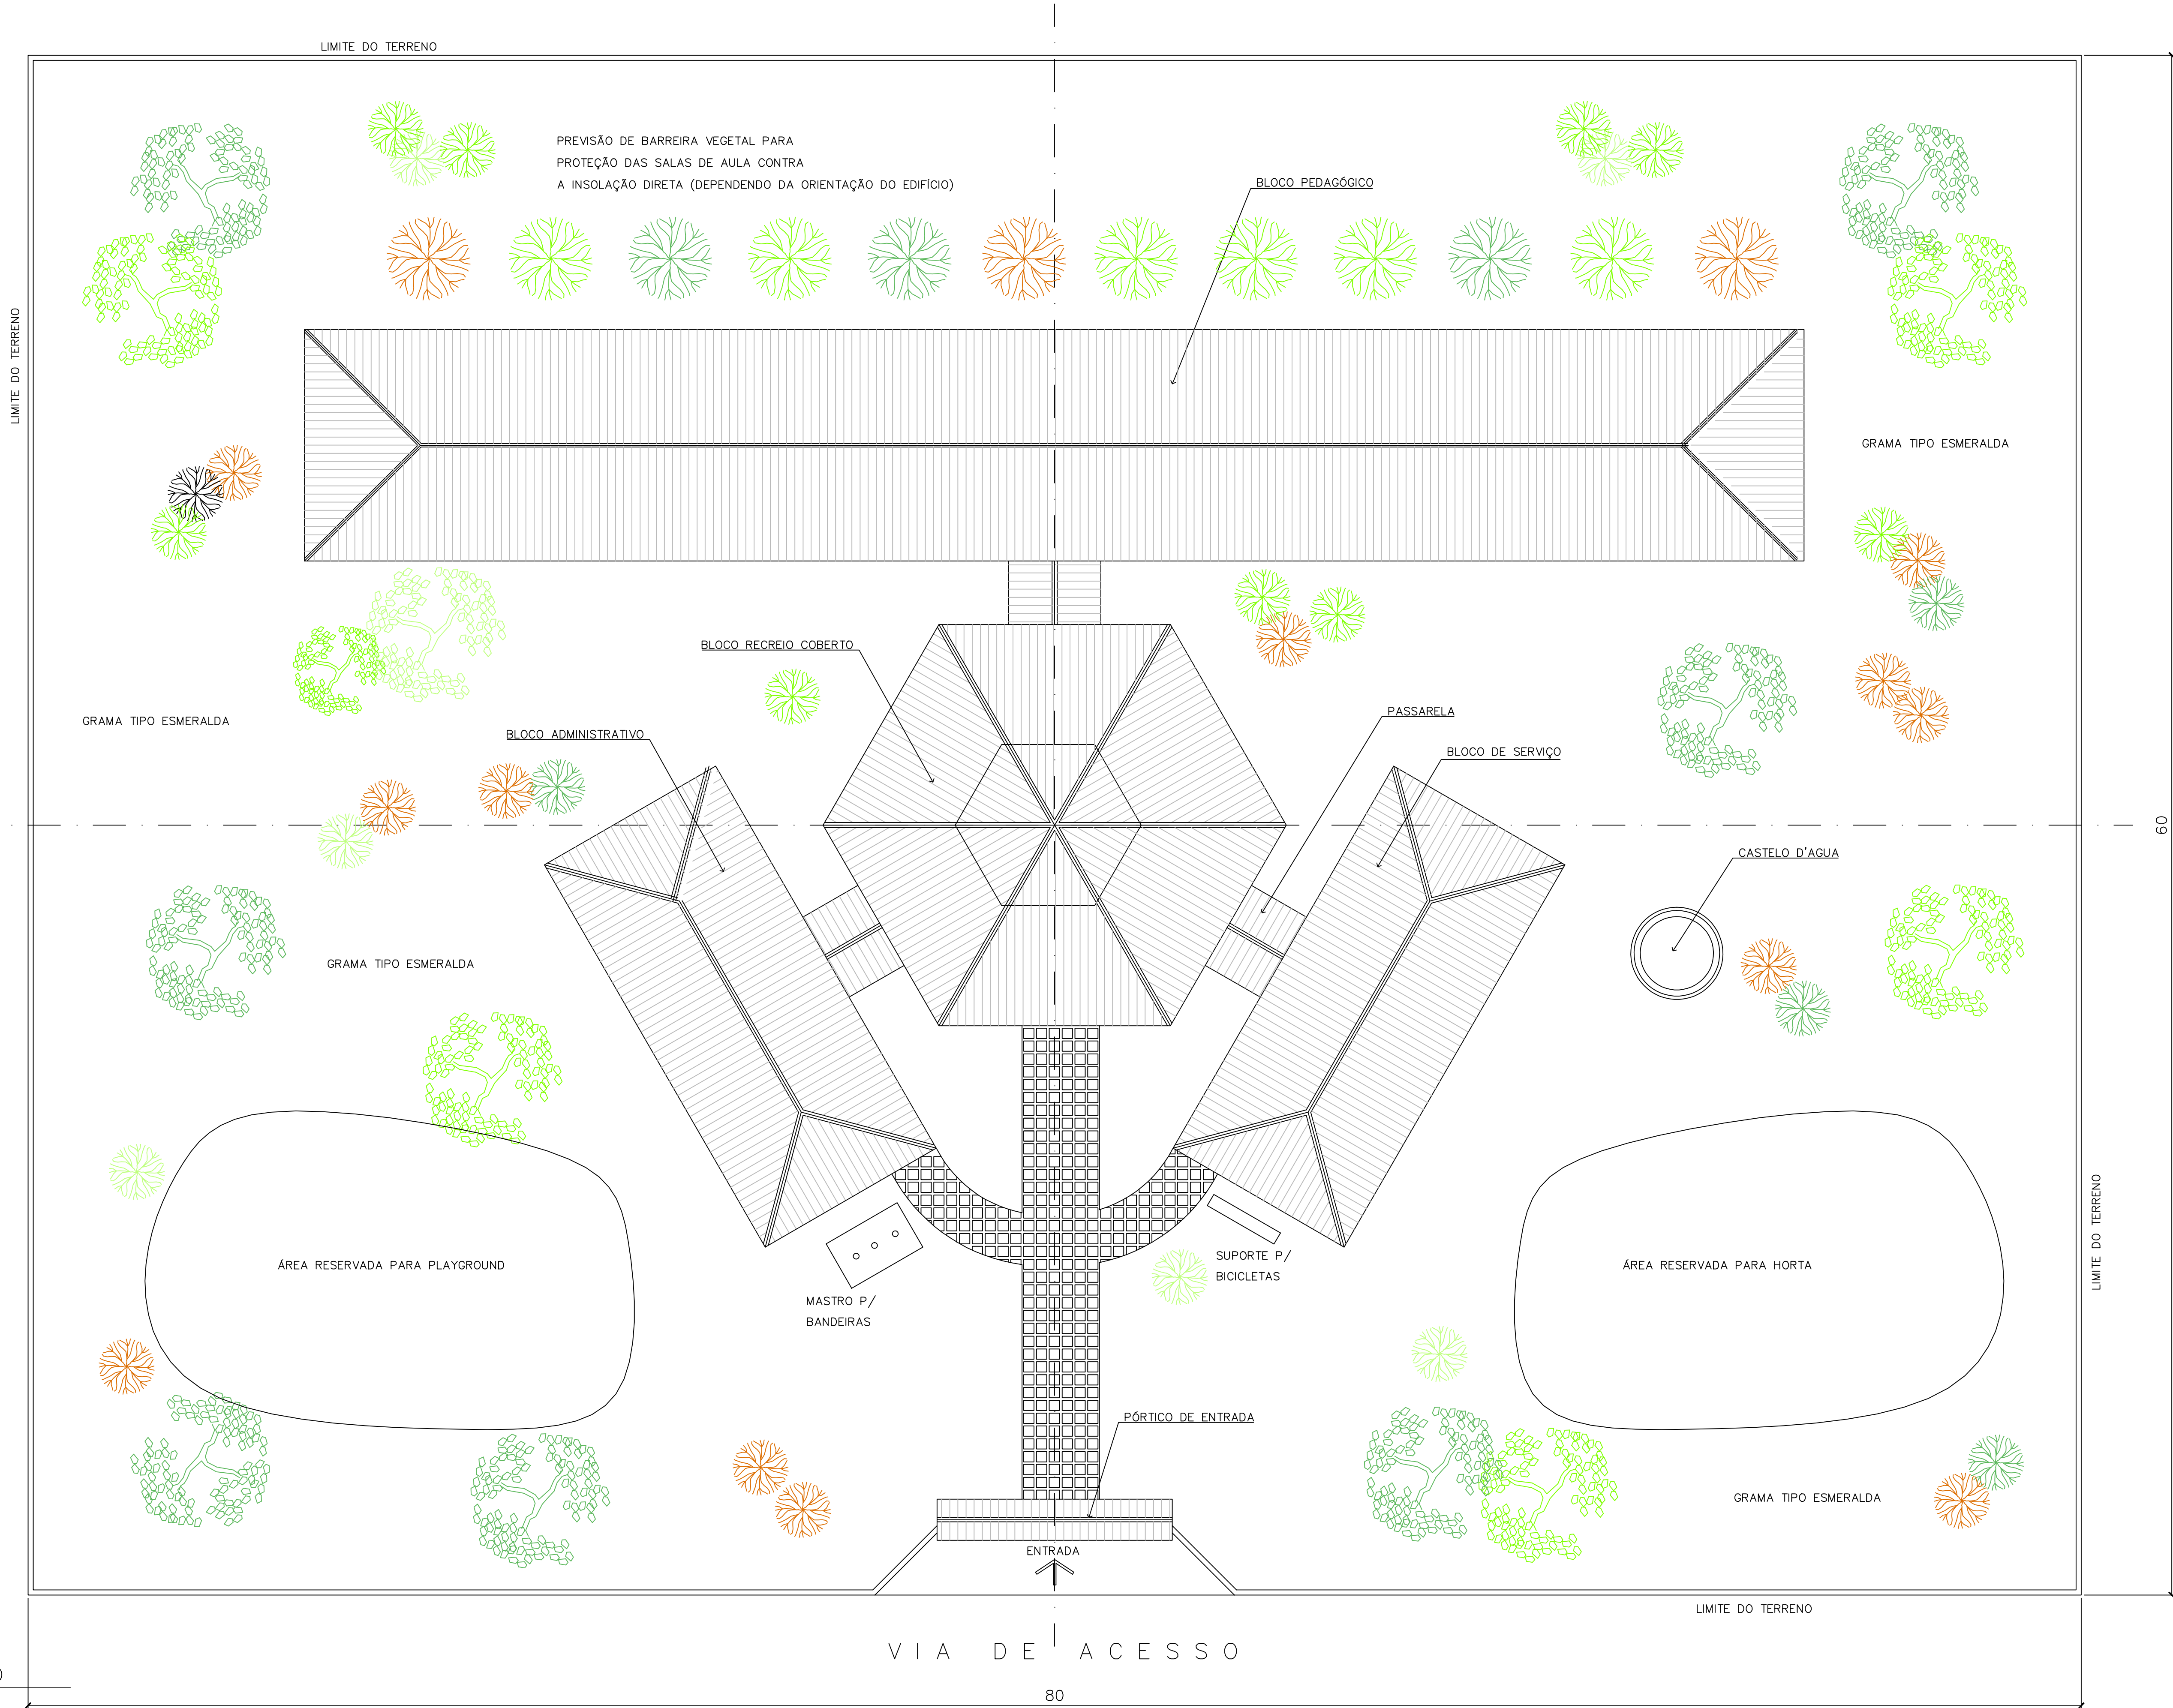 LIMITE DO TERRENO
PREVISÃO DE BARREIRA VEGETAL PARA
PROTEÇÃO DAS SALAS DE AULA CONTRA
A INSOLAÇÃO DIRETA (DEPENDENDO DA ORIENTAÇÃO DO EDIFÍCIO)
BLOCO PEDAGÓGICO
LIMITE DO TERRENO
GRAMA TIPO ESMERALDA
BLOCO RECREIO COBERTO
GRAMA TIPO ESMERALDA
PASSARELA
BLOCO ADMINISTRATIVO
BLOCO DE SERVIÇO
60
CASTELO D'AGUA
GRAMA TIPO ESMERALDA
LIMITE DO TERRENO
ÁREA RESERVADA PARA PLAYGROUND
SUPORTE P/
BICICLETAS
ÁREA RESERVADA PARA HORTA
MASTRO P/
BANDEIRAS
PÓRTICO DE ENTRADA
GRAMA TIPO ESMERALDA
ENTRADA
LIMITE DO TERRENO
VIA DE ACESSO
80